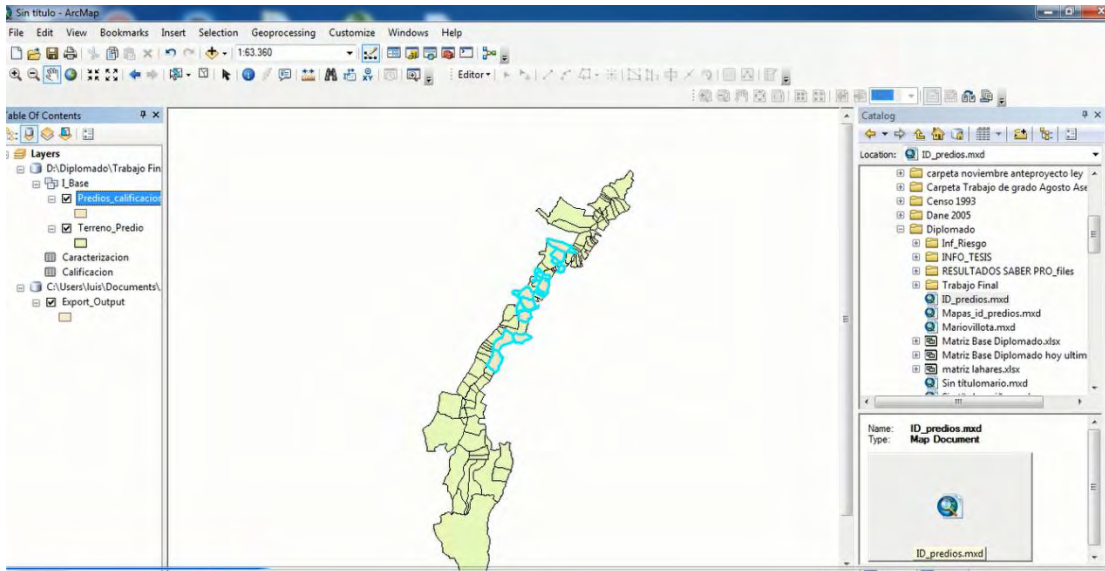 Sin título - ArcMap
File Edit View Bookmarks Insert Selection Geoprocessing Customize Windows Help
1:63.360
Editor
able Of Contents
Layers
D:\Diplomado\Trabajo Fin
I_Base
Predios_calificacion
Terreno_Predio
Caracterizacion
Calificacion
C:\Users\luis\Documents\
Export_Output
Catalog
Location: ID_predios.mxd
carpeta noviembre anteproyecto ley
Carpeta Trabajo de grado Agosto Ase
Censo 1993
Dane 2005
Diplomado
Inf_Riesgo
INFO_TESIS
RESULTADOS SABER PRO_files
Trabajo Final
ID_predios.mxd
Mapas_id_predios.mxd
Mariovillota.mxd
Matriz Base Diplomado.xlsx
Matriz Base Diplomado hoy ultim
matriz lahares.xlsx
Sin titulomario.mxd
Name: ID_predios.mxd
Type: Map Document
ID_predios.mxd